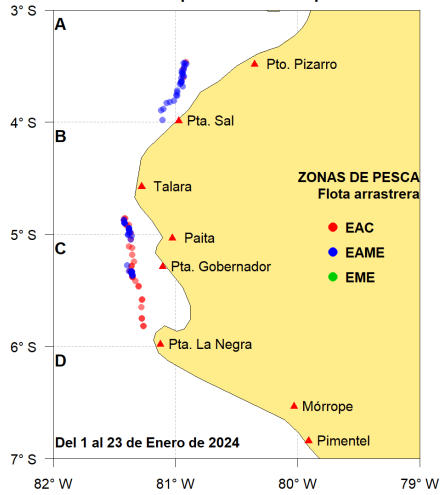 3° S
A
Pto. Pizarro
4° S
Pta. Sal
B
ZONAS DE PESCA
Flota arrastrera
Talara
EAC
5° S
Paita
C
EAME
Pta. Gobernador
EME
6° S
Pta. La Negra
D
Mórrope
Del 1 al 23 de Enero de 2024
Pimentel
7° S
82° W
81° W
80° W
79° W